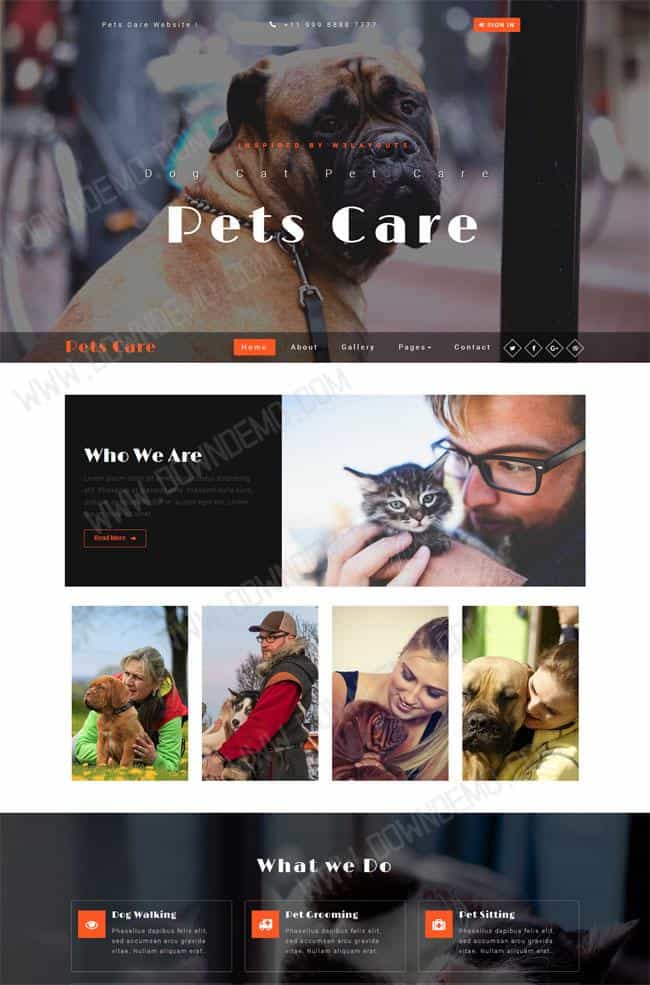 Pets Care Website !
+11 999 8888 7777
SIGN IN
INSPIRED BY W3LAYOUTS
Dog Cat Pet Care
Pets Care
Pets Care
Home
About
Gallery
Pages
Contact
WWW.DOWNDEMO.COM
Who We Are
Read More
What we Do
Dog Walking
Phasellus dapibus felis elit,
sed accumsan arcu gravida
vitae. Nullam aliquam erat.
Pet Grooming
Phasellus dapibus felis elit,
sed accumsan arcu gravida
vitae. Nullam aliquam erat.
Pet Sitting
Phasellus dapibus felis elit,
sed accumsan arcu gravida
vitae. Nullam aliquam erat.